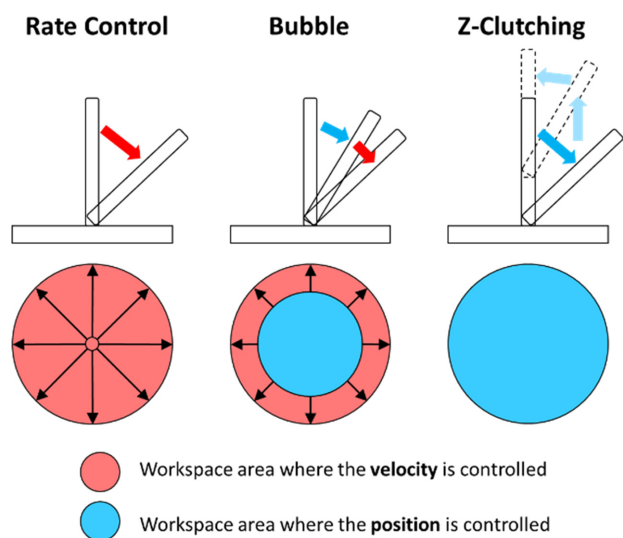 Rate Control
Bubble
Z-Clutching
Workspace area where the velocity is controlled
Workspace area where the position is controlled